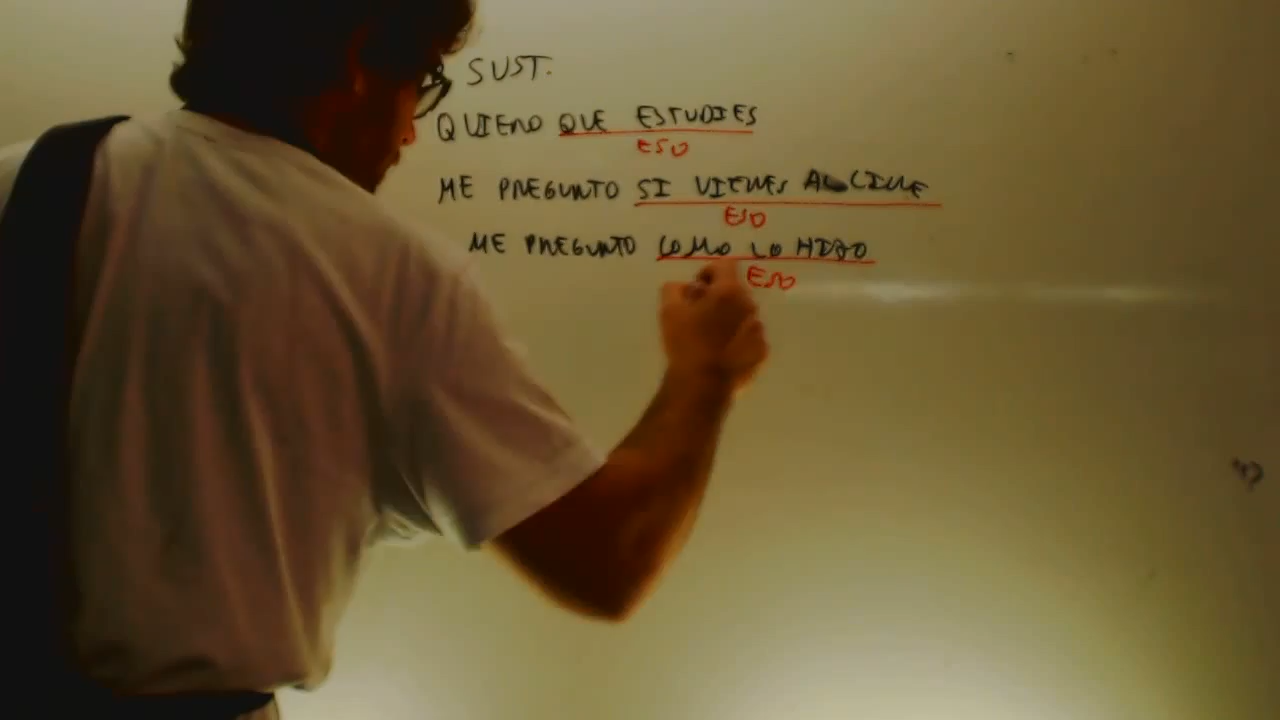 SUST.
QUIERO QUE ESTUDIES
ESO
ME PREGUNTO SI VIENES AL CINE
ESO
ME PREGUNTO COMO LO HIZO
ESO